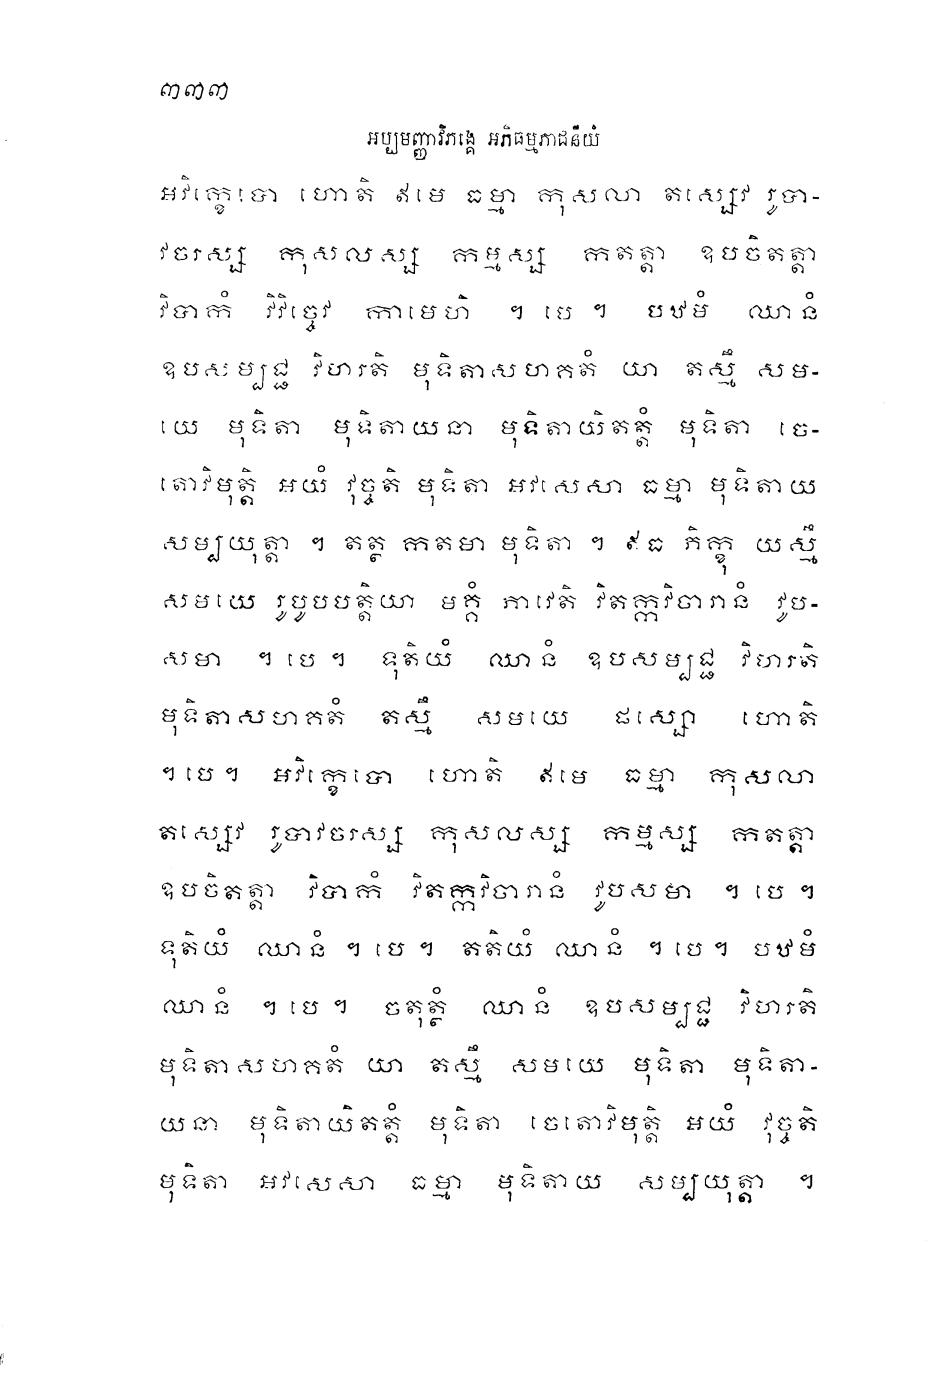 ៣៧៣
អប្បមញ្ញាវិភង្គេ អភិធម្មភាជនីយំ
អវិក្ខេបោ ហោតិ ឥមេ ធម្មា កុសលា តស្សេវ រូបា-
វចរស្ស កុសលស្ស កម្មស្ស កតត្តា ឧបចិតត្តា
វិបាកំ វិវិច្ចេវ កាមេហិ ។ បេ ។ បឋមំ ឈានំ
ឧបសម្បជ្ជ វិហរតិ មុទិតាសហគតំ យា តស្មឹ សម-
យេ មុទិតា មុទិតាយនា មុទិតាយិតត្តំ មុទិតា ចេ-
តោវិមុត្តិ អយំ វុច្ចតិ មុទិតា អវសេសា ធម្មា មុទិតាយ
សម្បយុត្តា ។ តត្ថ កតមា មុទិតា ។ ឥធ ភិក្ខុ យស្មឹ
សមយេ រូបូបបត្តិយា មគ្គំ ភាវេតិ វិតក្កវិចារានំ វូប-
សមា ។ បេ ។ ទុតិយំ ឈានំ ឧបសម្បជ្ជ វិហរតិ
មុទិតាសហគតំ តស្មឹ សមយេ ផស្សោ ហោតិ
។ បេ ។ អវិក្ខេបោ ហោតិ ឥមេ ធម្មា កុសលា
តស្សេវ រូបាវចរស្ស កុសលស្ស កម្មស្ស កតត្តា
ឧបចិតត្តា វិបាកំ វិតក្កវិចារានំ វូបសមា ។ បេ ។
ទុតិយំ ឈានំ ។ បេ ។ តតិយំ ឈានំ ។ បេ ។ បឋមំ
ឈានំ ។ បេ ។ ចតុត្ថំ ឈានំ ឧបសម្បជ្ជ វិហរតិ
មុទិតាសហគតំ យា តស្មឹ សមយេ មុទិតា មុទិតា-
យនា មុទិតាយិតត្តំ មុទិតា ចេតោវិមុត្តិ អយំ វុច្ចតិ
មុទិតា អវសេសា ធម្មា មុទិតាយ សម្បយុត្តា ។